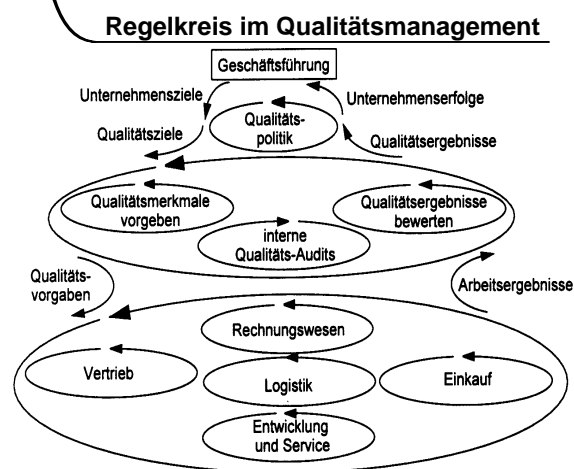 Regelkreis im Qualitätsmanagement
Geschäftsführung
Unternehmensziele
Unternehmenserfolge
Qualitäts-
politik
Qualitätsziele
Qualitätsergebnisse
Qualitätsmerkmale
vorgeben
Qualitätsergebnisse
bewerten
interne
Qualitäts-Audits
Qualitäts-
vorgaben
Arbeitsergebnisse
Rechnungswesen
Vertrieb
Logistik
Einkauf
Entwicklung
und Service